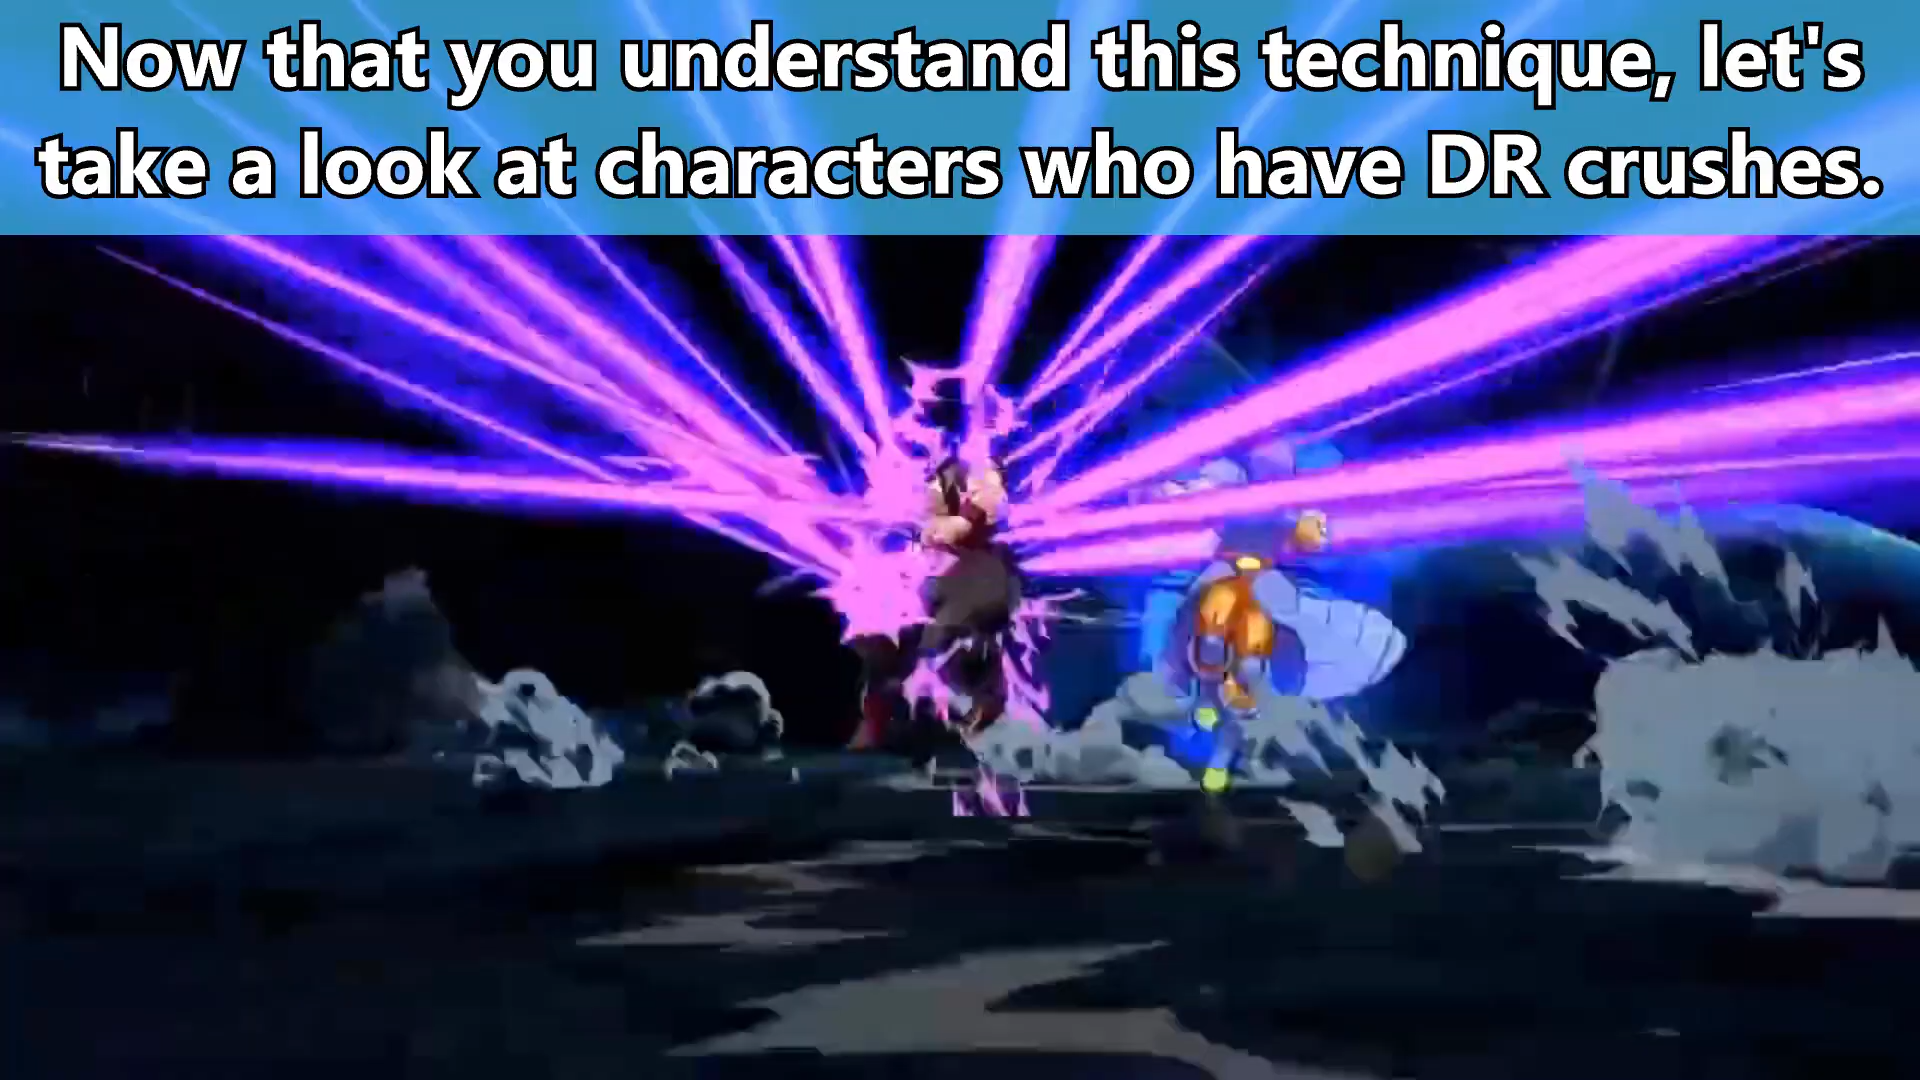 Now that you understand this technique, let's
take a look at characters who have DR crushes.